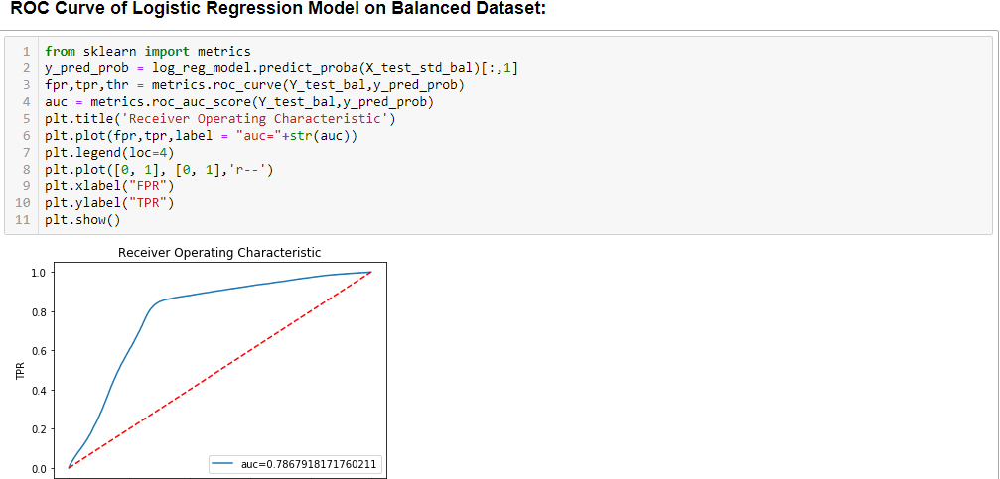 ROC Curve of Logistic Regression Model on Balanced Dataset:
1 from sklearn import metrics
2 y_pred_prob = log_reg_model.predict_proba(X_test_std_bal)[:,1]
3 fpr,tpr,thr = metrics.roc_curve(Y_test_bal,y_pred_prob)
4 auc = metrics.roc_auc_score(Y_test_bal,y_pred_prob)
5 plt.title('Receiver Operating Characteristic')
6 plt.plot(fpr,tpr,label = "auc="+str(auc))
7 plt.legend(loc=4)
8 plt.plot([0, 1], [0, 1],'r--')
9 plt.xlabel("FPR")
10 plt.ylabel("TPR")
11 plt.show()
Receiver Operating Characteristic
1.0
0.8
0.6
TPR
0.4
0.2
0.0
auc=0.7867918171760211